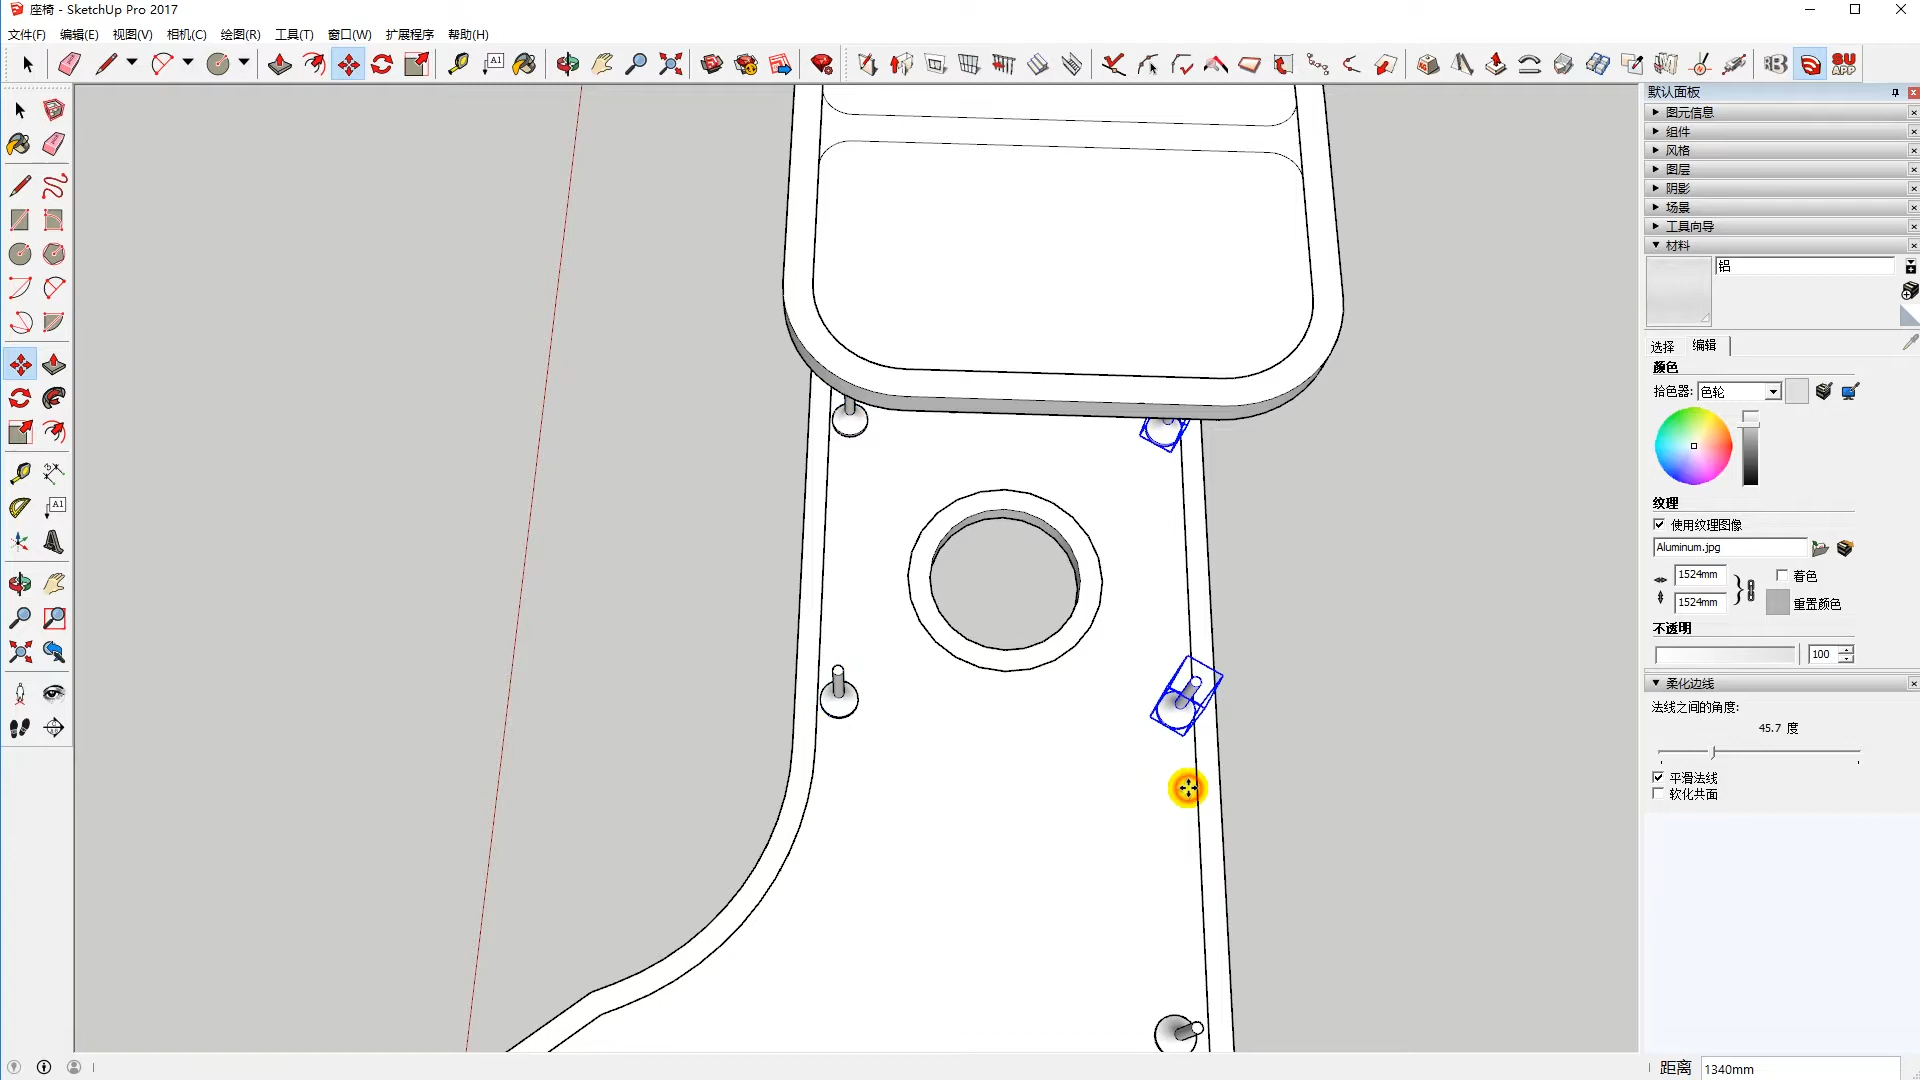 座椅 - SketchUp Pro 2017
文件(F) 编辑(E) 视图(V) 相机(C) 绘图(R) 工具(T) 窗口(W) 扩展程序 帮助(H)
A1
SU
APP
默认面板
图元信息
组件
风格
图层
阴影
场景
工具向导
材料
铝
选择 编辑
颜色
拾色器: 色轮
纹理
使用纹理图像
Aluminum.jpg
1524mm 着色
1524mm 重置颜色
不透明
100
柔化边线
法线之间的角度:
45.7 度
平滑法线
软化共面
A1
距离 1340mm